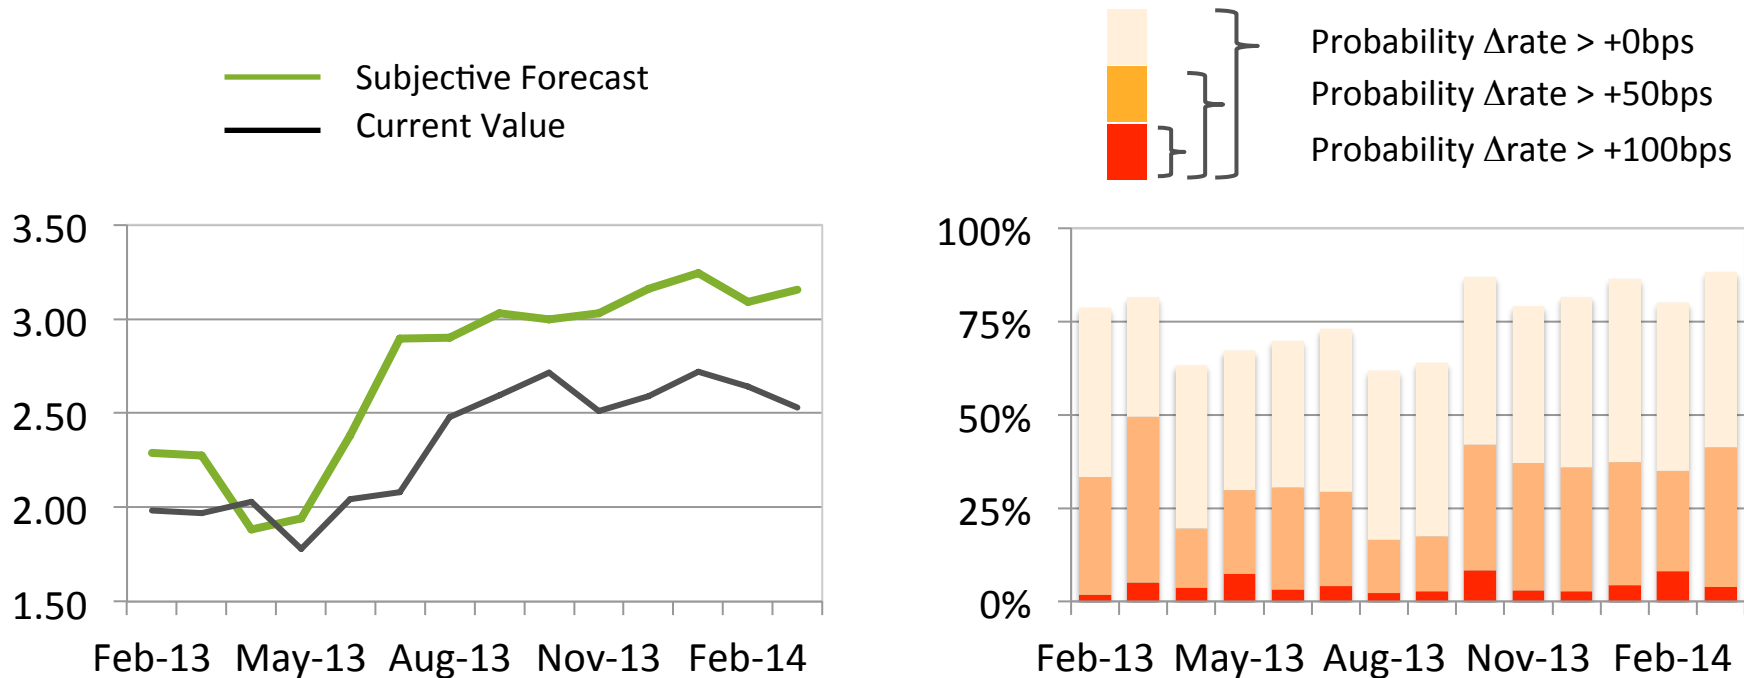 Subjective Forecast
Current Value
Probability Δrate > +0bps
Probability Δrate > +50bps
Probability Δrate > +100bps
3.50
3.00
2.50
2.00
1.50
Feb-13 May-13 Aug-13 Nov-13 Feb-14
100%
75%
50%
25%
0%
Feb-13 May-13 Aug-13 Nov-13 Feb-14